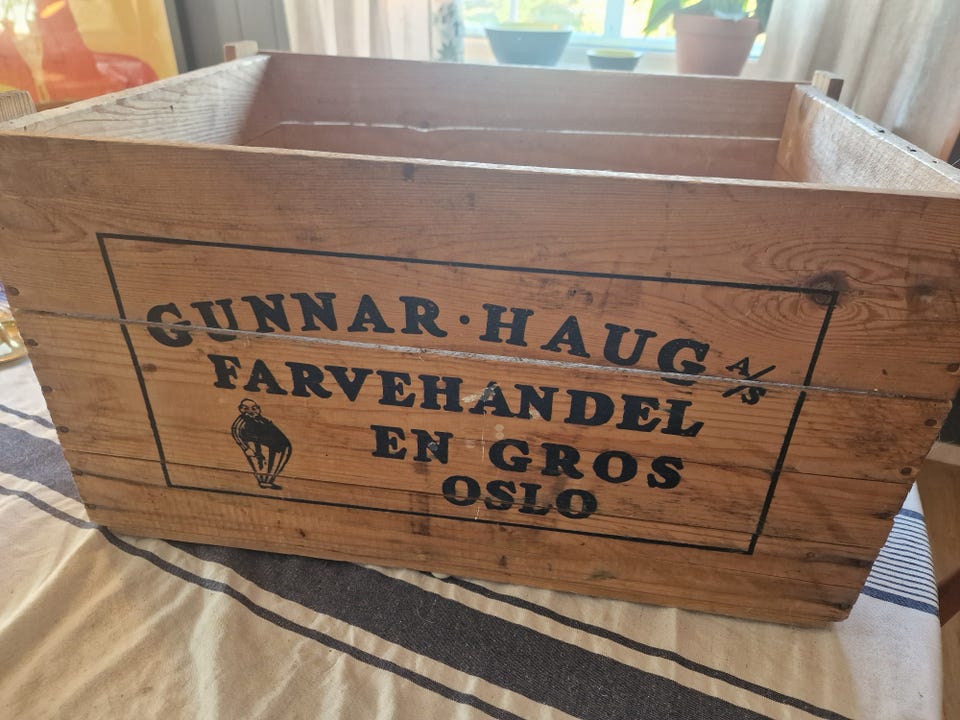 GUNNAR·HAUG A/S
FARVEHANDEL
EN GROS
OSLO